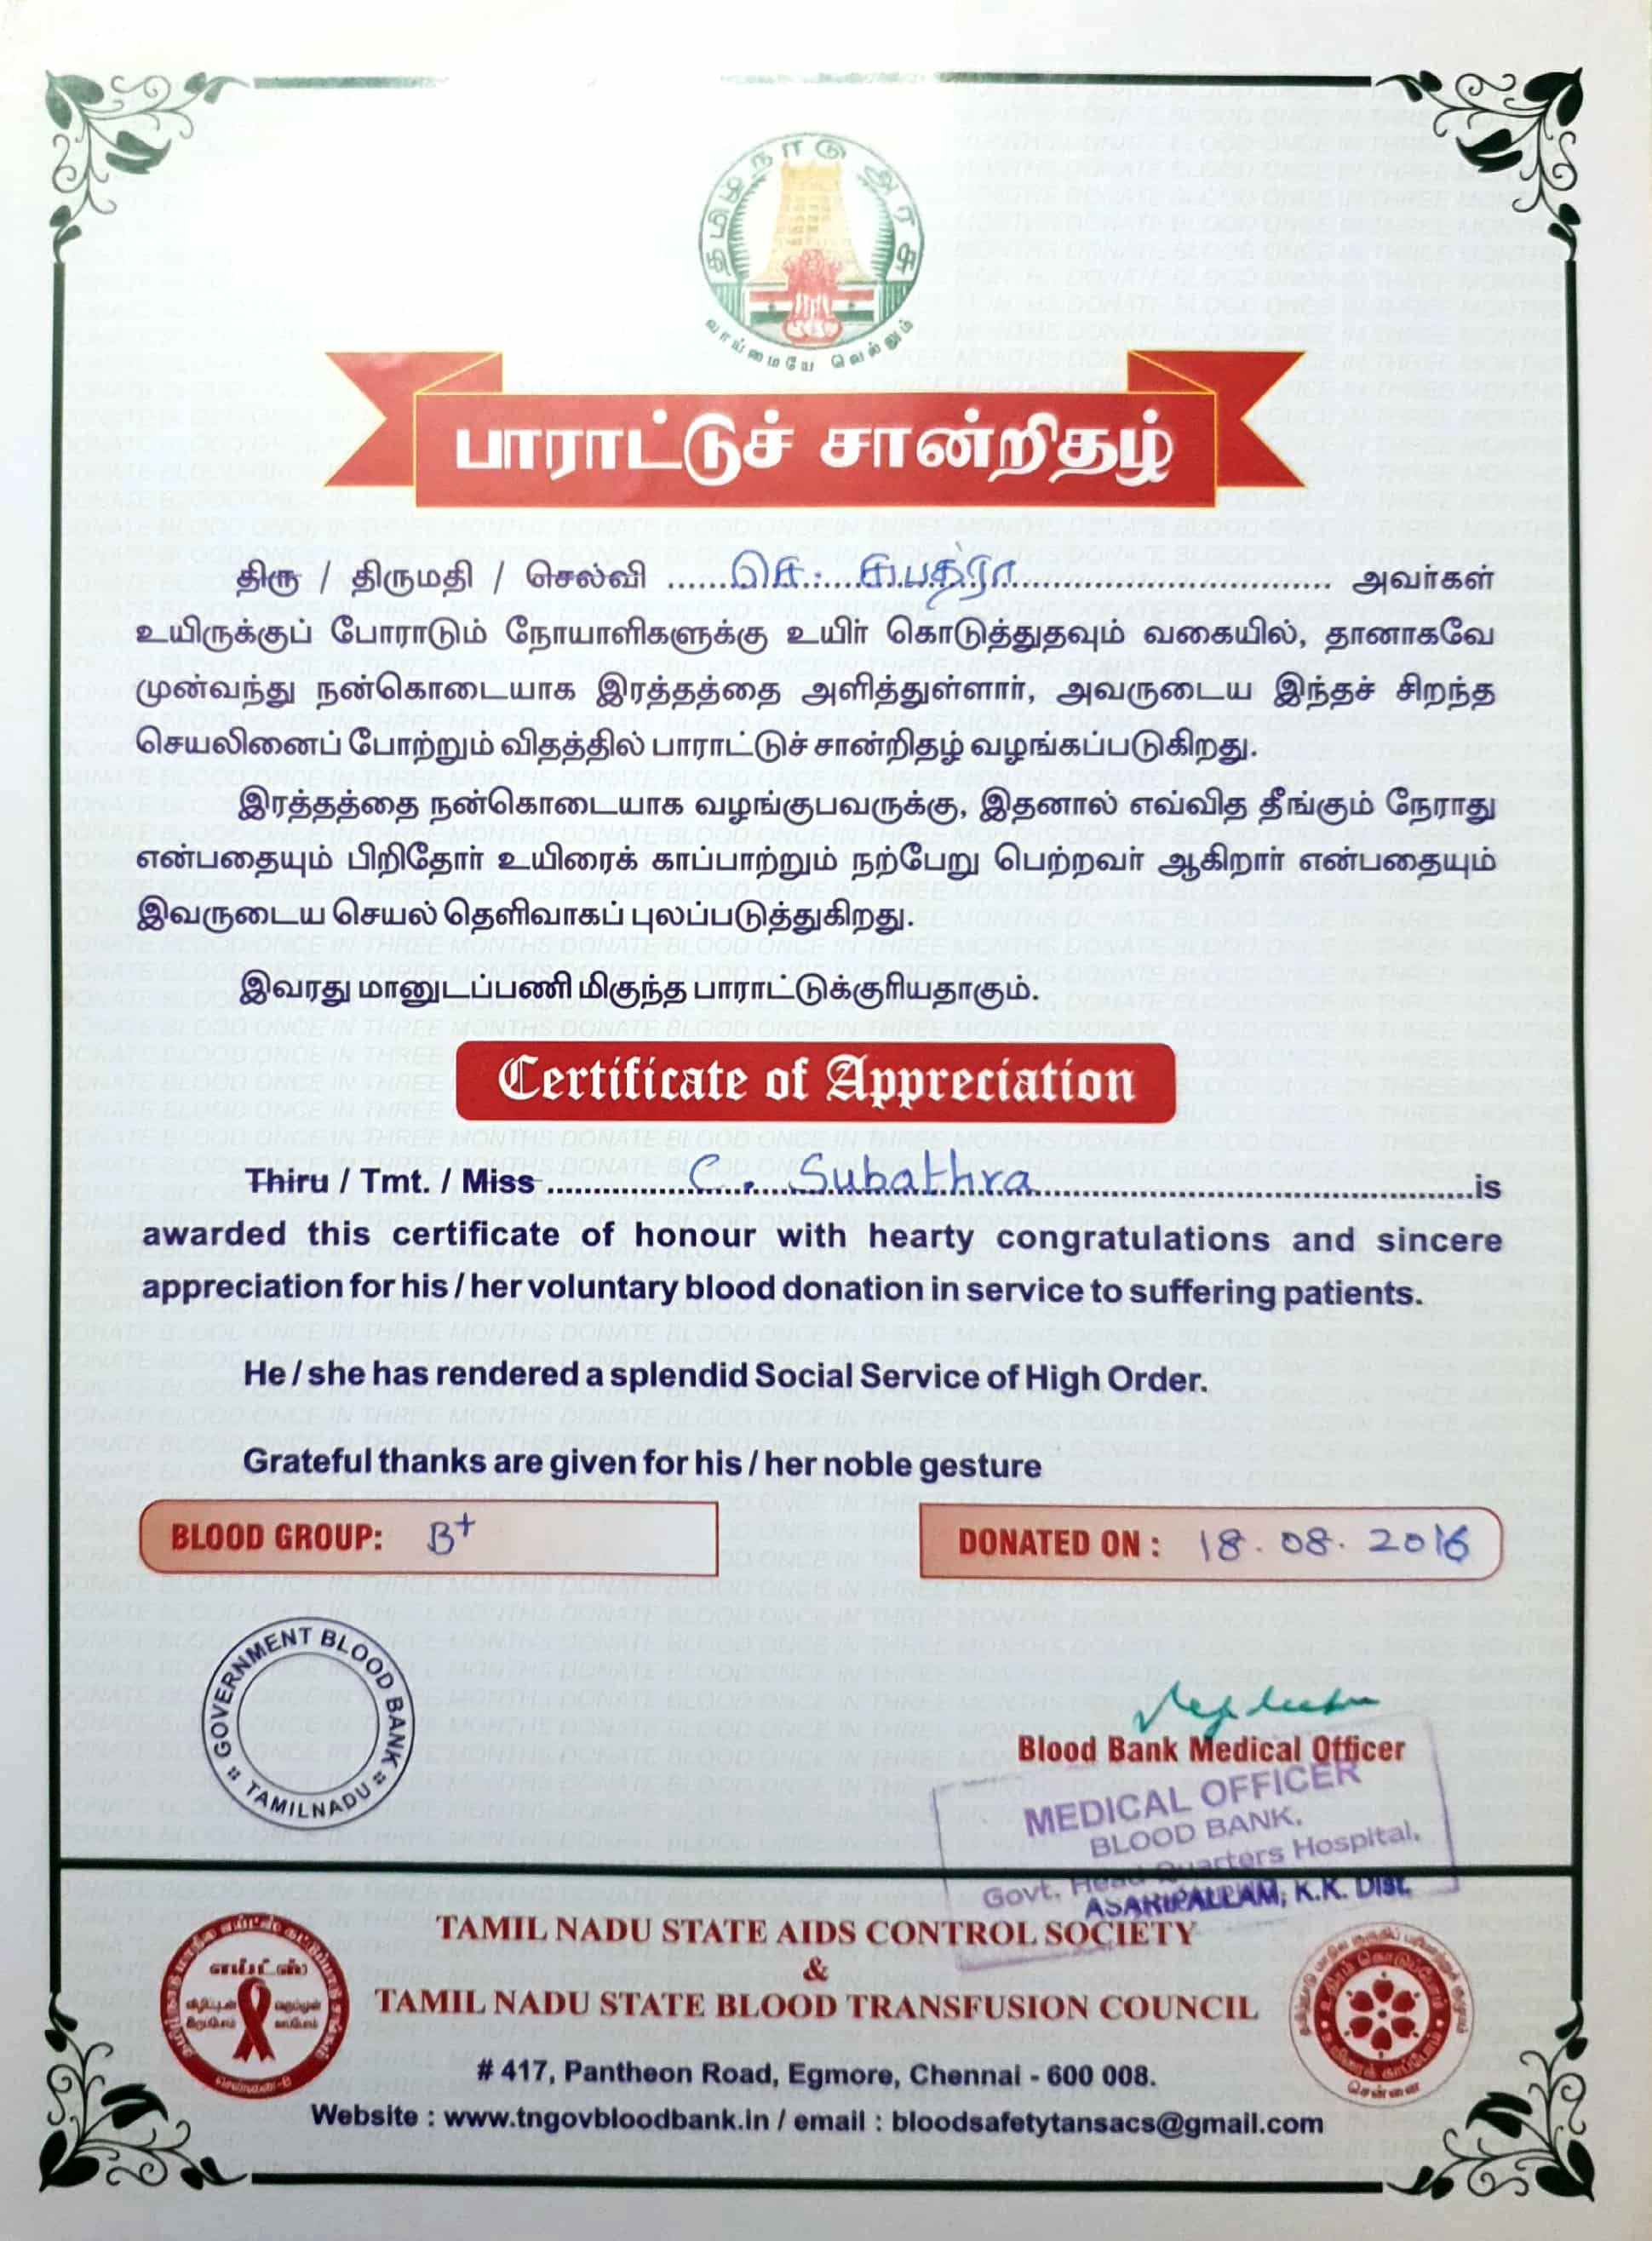 தமிழ்நாடு அரசு
வாய்மையே வெல்லும்
பாராட்டுச் சான்றிதழ்
திரு / திருமதி / செல்வி ......செ. சுபத்ரா.................................. அவர்கள்
உயிருக்குப் போராடும் நோயாளிகளுக்கு உயிர் கொடுத்துதவும் வகையில், தானாகவே
முன்வந்து நன்கொடையாக இரத்தத்தை அளித்துள்ளார், அவருடைய இந்தச் சிறந்த
செயலினைப் போற்றும் விதத்தில் பாராட்டுச் சான்றிதழ் வழங்கப்படுகிறது.
இரத்தத்தை நன்கொடையாக வழங்குபவருக்கு, இதனால் எவ்வித தீங்கும் நேராது
என்பதையும் பிறிதோர் உயிரைக் காப்பாற்றும் நற்பேறு பெற்றவர் ஆகிறார் என்பதையும்
இவருடைய செயல் தெளிவாகப் புலப்படுத்துகிறது.
இவரது மானுடப்பணி மிகுந்த பாராட்டுக்குரியதாகும்.
Certificate of Appreciation
Thiru / Tmt. / Miss ..............C. Subathra..........................................is
awarded this certificate of honour with hearty congratulations and sincere
appreciation for his / her voluntary blood donation in service to suffering patients.
He / she has rendered a splendid Social Service of High Order.
Grateful thanks are given for his / her noble gesture
BLOOD GROUP: B+
DONATED ON : 18.08.2016
GOVERNMENT BLOOD BANK
TAMILNADU
Blood Bank Medical Officer
MEDICAL OFFICER
BLOOD BANK,
Govt. Head Quarters Hospital,
ASARIPALLAM, K.K. Dist.
TAMIL NADU STATE AIDS CONTROL SOCIETY
&
TAMIL NADU STATE BLOOD TRANSFUSION COUNCIL
# 417, Pantheon Road, Egmore, Chennai - 600 008.
Website : www.tngovbloodbank.in / email : bloodsafetytansacs@gmail.com
எய்ட்ஸ்
சென்னை-8
சென்னை